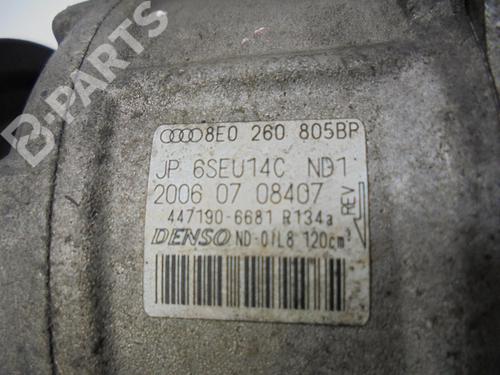 B-PARTS
8E0 260 805BP
JP 6SEU14C ND1
2006 07 08407
447190-6681 R134a
REV
DENSO ND-OIL8 120cm³